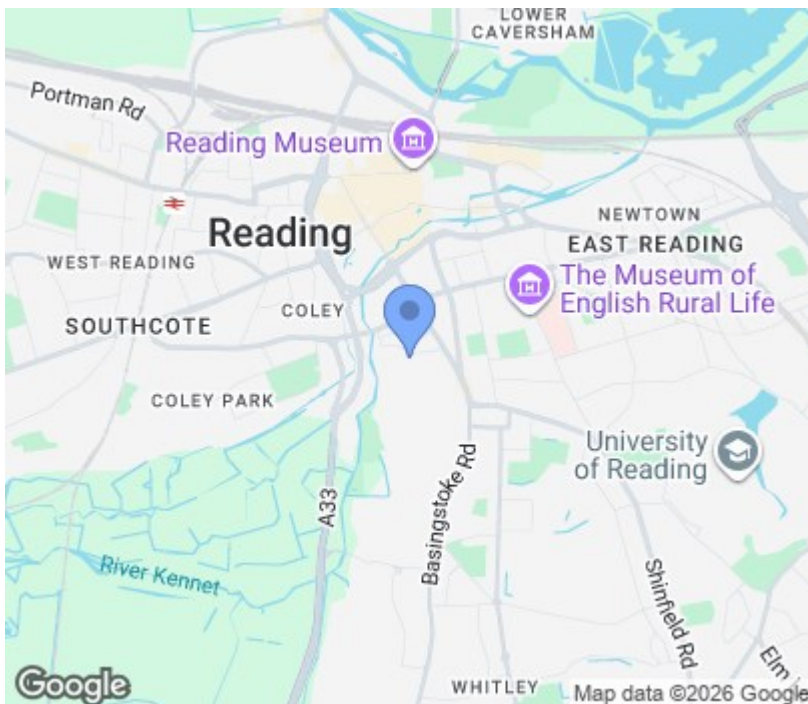 LOWER
CAVERSHAM
Portman Rd
Reading Museum
NEWTOWN
Reading
EAST READING
WEST READING
The Museum of
English Rural Life
COLEY
SOUTHCOTE
COLEY PARK
University
of Reading
A33
Basingstoke Rd
River Kennet
Shinfield Rd
Elm
WHITLEY
Google
Map data ©2026 Google